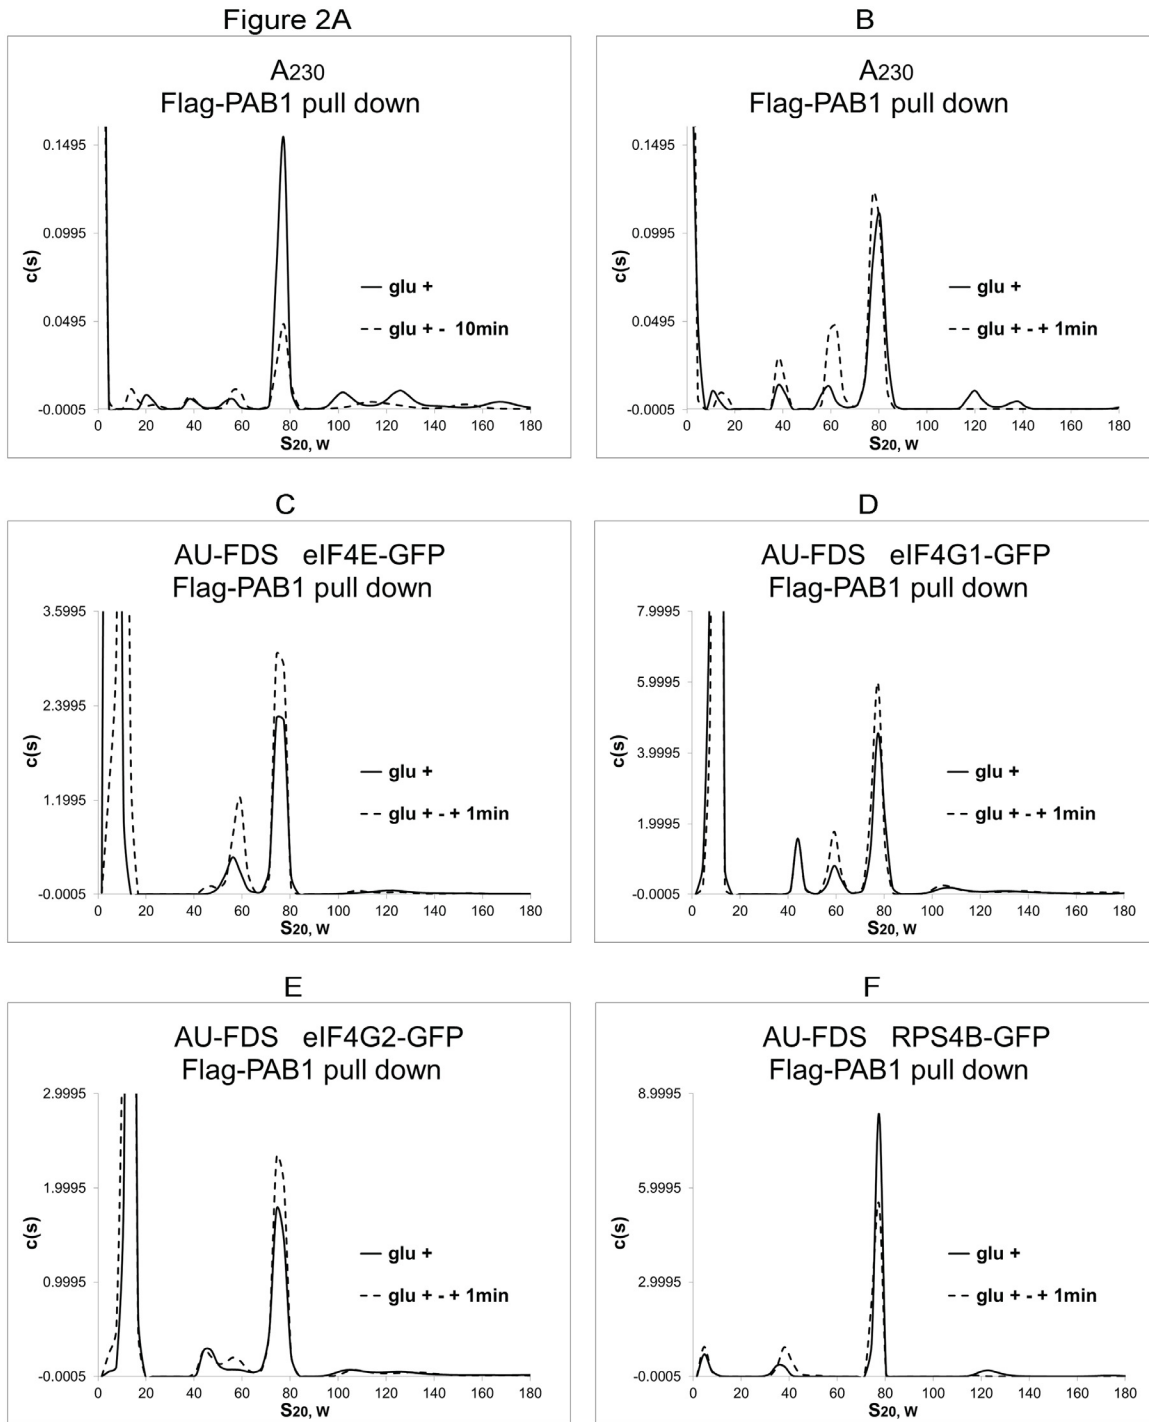 Figure 2A
A230
Flag-PAB1 pull down
c(s)
0.1495
0.0995
0.0495
-0.0005
0 20 40 60 80 100 120 140 160 180
S20, W
glu +
glu + - 10min
B
A230
Flag-PAB1 pull down
c(s)
0.1495
0.0995
0.0495
-0.0005
0 20 40 60 80 100 120 140 160 180
S20, W
glu +
glu + - + 1min
C
AU-FDS eIF4E-GFP
Flag-PAB1 pull down
c(s)
3.5995
2.3995
1.1995
-0.0005
0 20 40 60 80 100 120 140 160 180
S20, W
glu +
glu + - + 1min
D
AU-FDS eIF4G1-GFP
Flag-PAB1 pull down
c(s)
7.9995
5.9995
3.9995
1.9995
-0.0005
0 20 40 60 80 100 120 140 160 180
S20, W
glu +
glu + - + 1min
E
AU-FDS eIF4G2-GFP
Flag-PAB1 pull down
c(s)
2.9995
1.9995
0.9995
-0.0005
0 20 40 60 80 100 120 140 160 180
S20, W
glu +
glu + - + 1min
F
AU-FDS RPS4B-GFP
Flag-PAB1 pull down
c(s)
8.9995
5.9995
2.9995
-0.0005
0 20 40 60 80 100 120 140 160 180
S20, W
glu +
glu + - + 1min